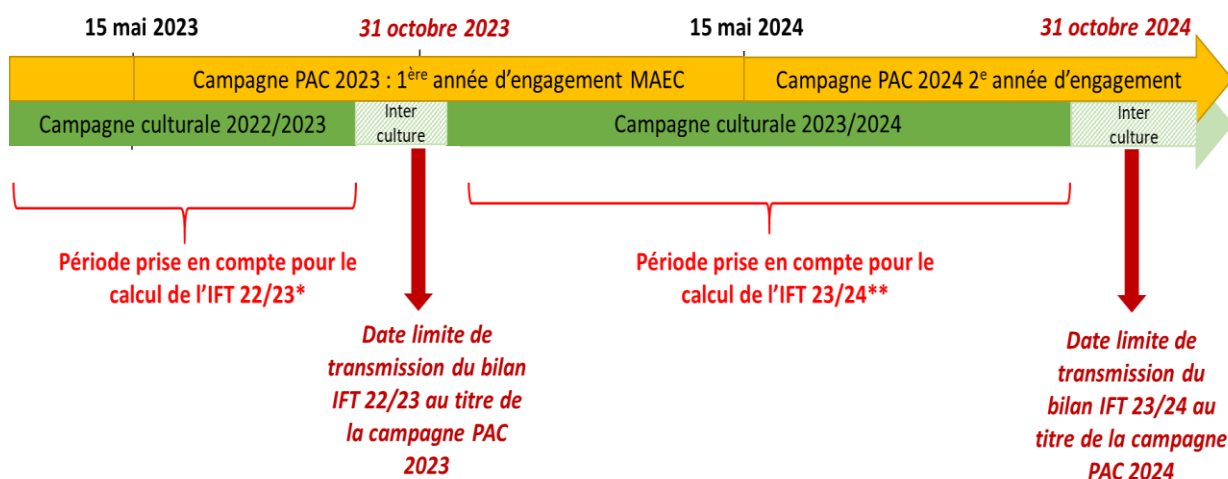 15 mai 2023
31 octobre 2023
15 mai 2024
31 octobre 2024
Campagne PAC 2023 : 1ère année d'engagement MAEC
Campagne PAC 2024 2e année d'engagement
Campagne culturale 2022/2023
Inter
culture
Campagne culturale 2023/2024
Inter
culture
Période prise en compte pour le
calcul de l'IFT 22/23*
Période prise en compte pour le
calcul de l'IFT 23/24**
Date limite de
transmission du bilan
IFT 22/23 au titre de
la campagne PAC
2023
Date limite de
transmission du
bilan IFT 23/24 au
titre de la campagne
PAC 2024